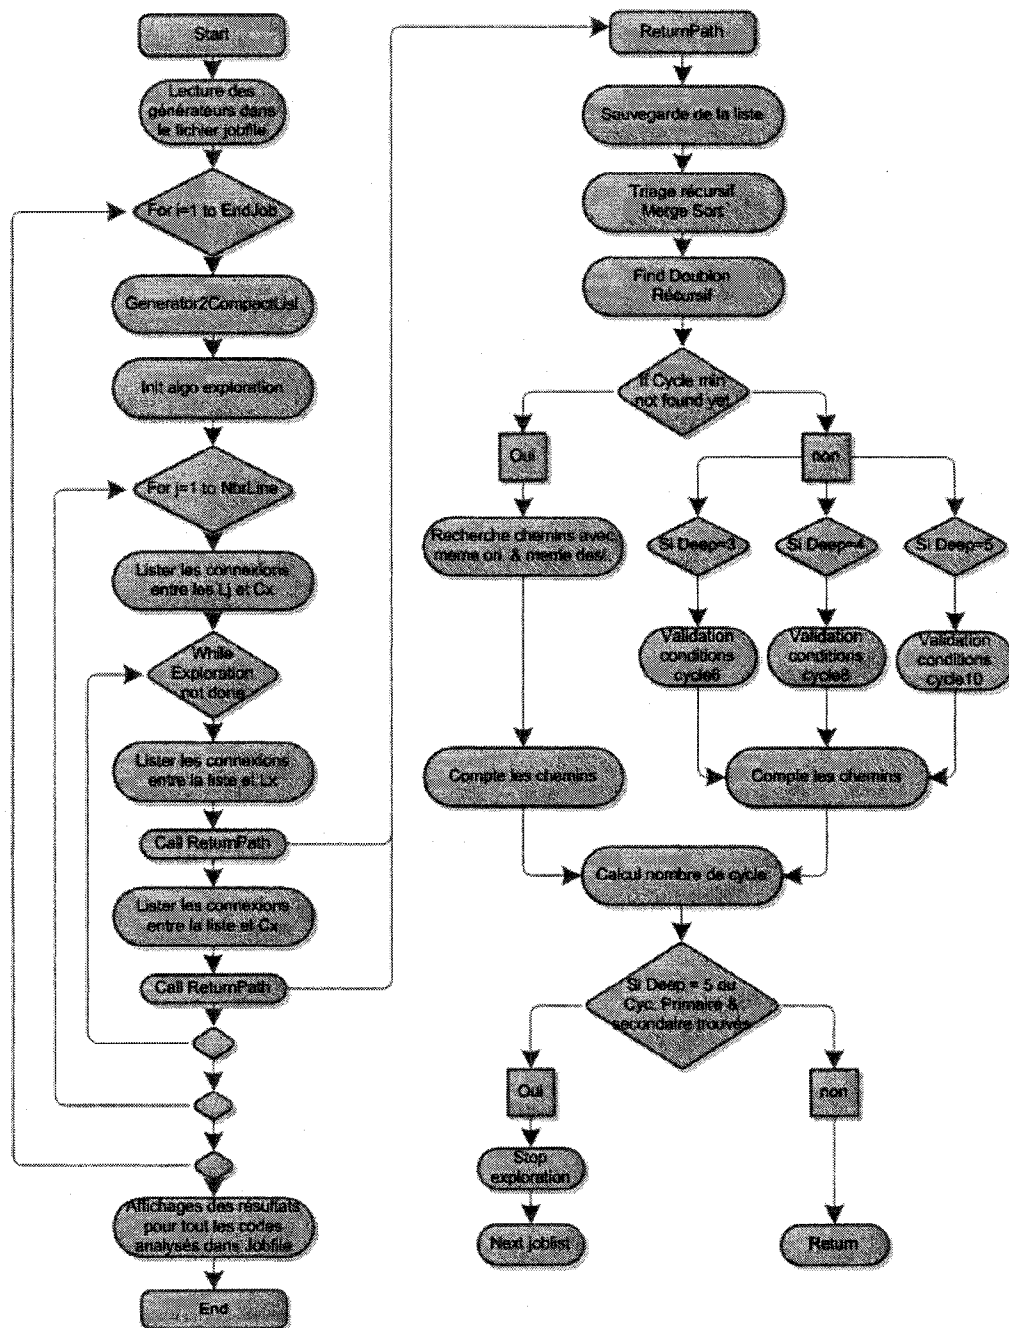 Start
Lecture des
générateurs dans
le fichier jobfile
For i=1 to EndJob
Generator2CompactList
Init algo exploration
For j=1 to NbrLine
Lister les connexions
entre les Lj et Cx
While
Exploration
not done
Lister les connexions
entre la liste et Lx
Call ReturnPath
Lister les connexions
entre la liste et Cx
Call ReturnPath
Affichages des résultats
pour tout les codes
analysés dans Jobfile
End
ReturnPath
Sauvegarde de la liste
Triage récursif
Merge Sort
Find Doublon
Récursif
If Cycle min
not found yet
Oui
non
Recherche chemins avec
meme ori. & meme dest.
Si Deep=3
Si Deep=4
Si Deep=5
Validation
conditions
cycle6
Validation
conditions
cycle8
Validation
conditions
cycle10
Compte les chemins
Compte les chemins
Calcul nombre de cycle
Si Deep = 5 ou
Cyc. Primaire &
secondaire trouvés
Oui
non
Stop
exploration
Next joblist
Return